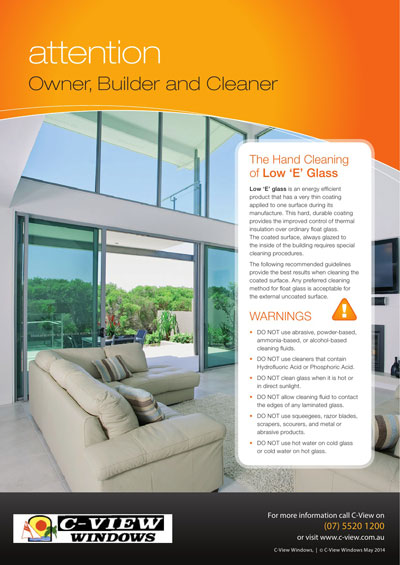 attention
Owner, Builder and Cleaner
The Hand Cleaning
of Low ‘E’ Glass
Low ‘E’ glass is an energy efficient
product that has a very thin coating
applied to one surface during its
manufacture. This hard, durable coating
provides the improved control of thermal
insulation over ordinary float glass.
The coated surface, always glazed to
the inside of the building requires special
cleaning procedures.
The following recommended guidelines
provide the best results when cleaning the
coated surface. Any preferred cleaning
method for float glass is acceptable for
the external uncoated surface.
WARNINGS
• DO NOT use abrasive, powder-based,
ammonia-based, or alcohol-based
cleaning fluids.
• DO NOT use cleaners that contain
Hydrofluoric Acid or Phosphoric Acid.
• DO NOT clean glass when it is hot or
in direct sunlight.
• DO NOT allow cleaning fluid to contact
the edges of any laminated glass.
• DO NOT use squeegees, razor blades,
scrapers, scourers, and metal or
abrasive products.
• DO NOT use hot water on cold glass
or cold water on hot glass.
C-VIEW
WINDOWS
For more information call C-View on
(07) 5520 1200
or visit www.c-view.com.au
C-View Windows, | © C-View Windows May 2014